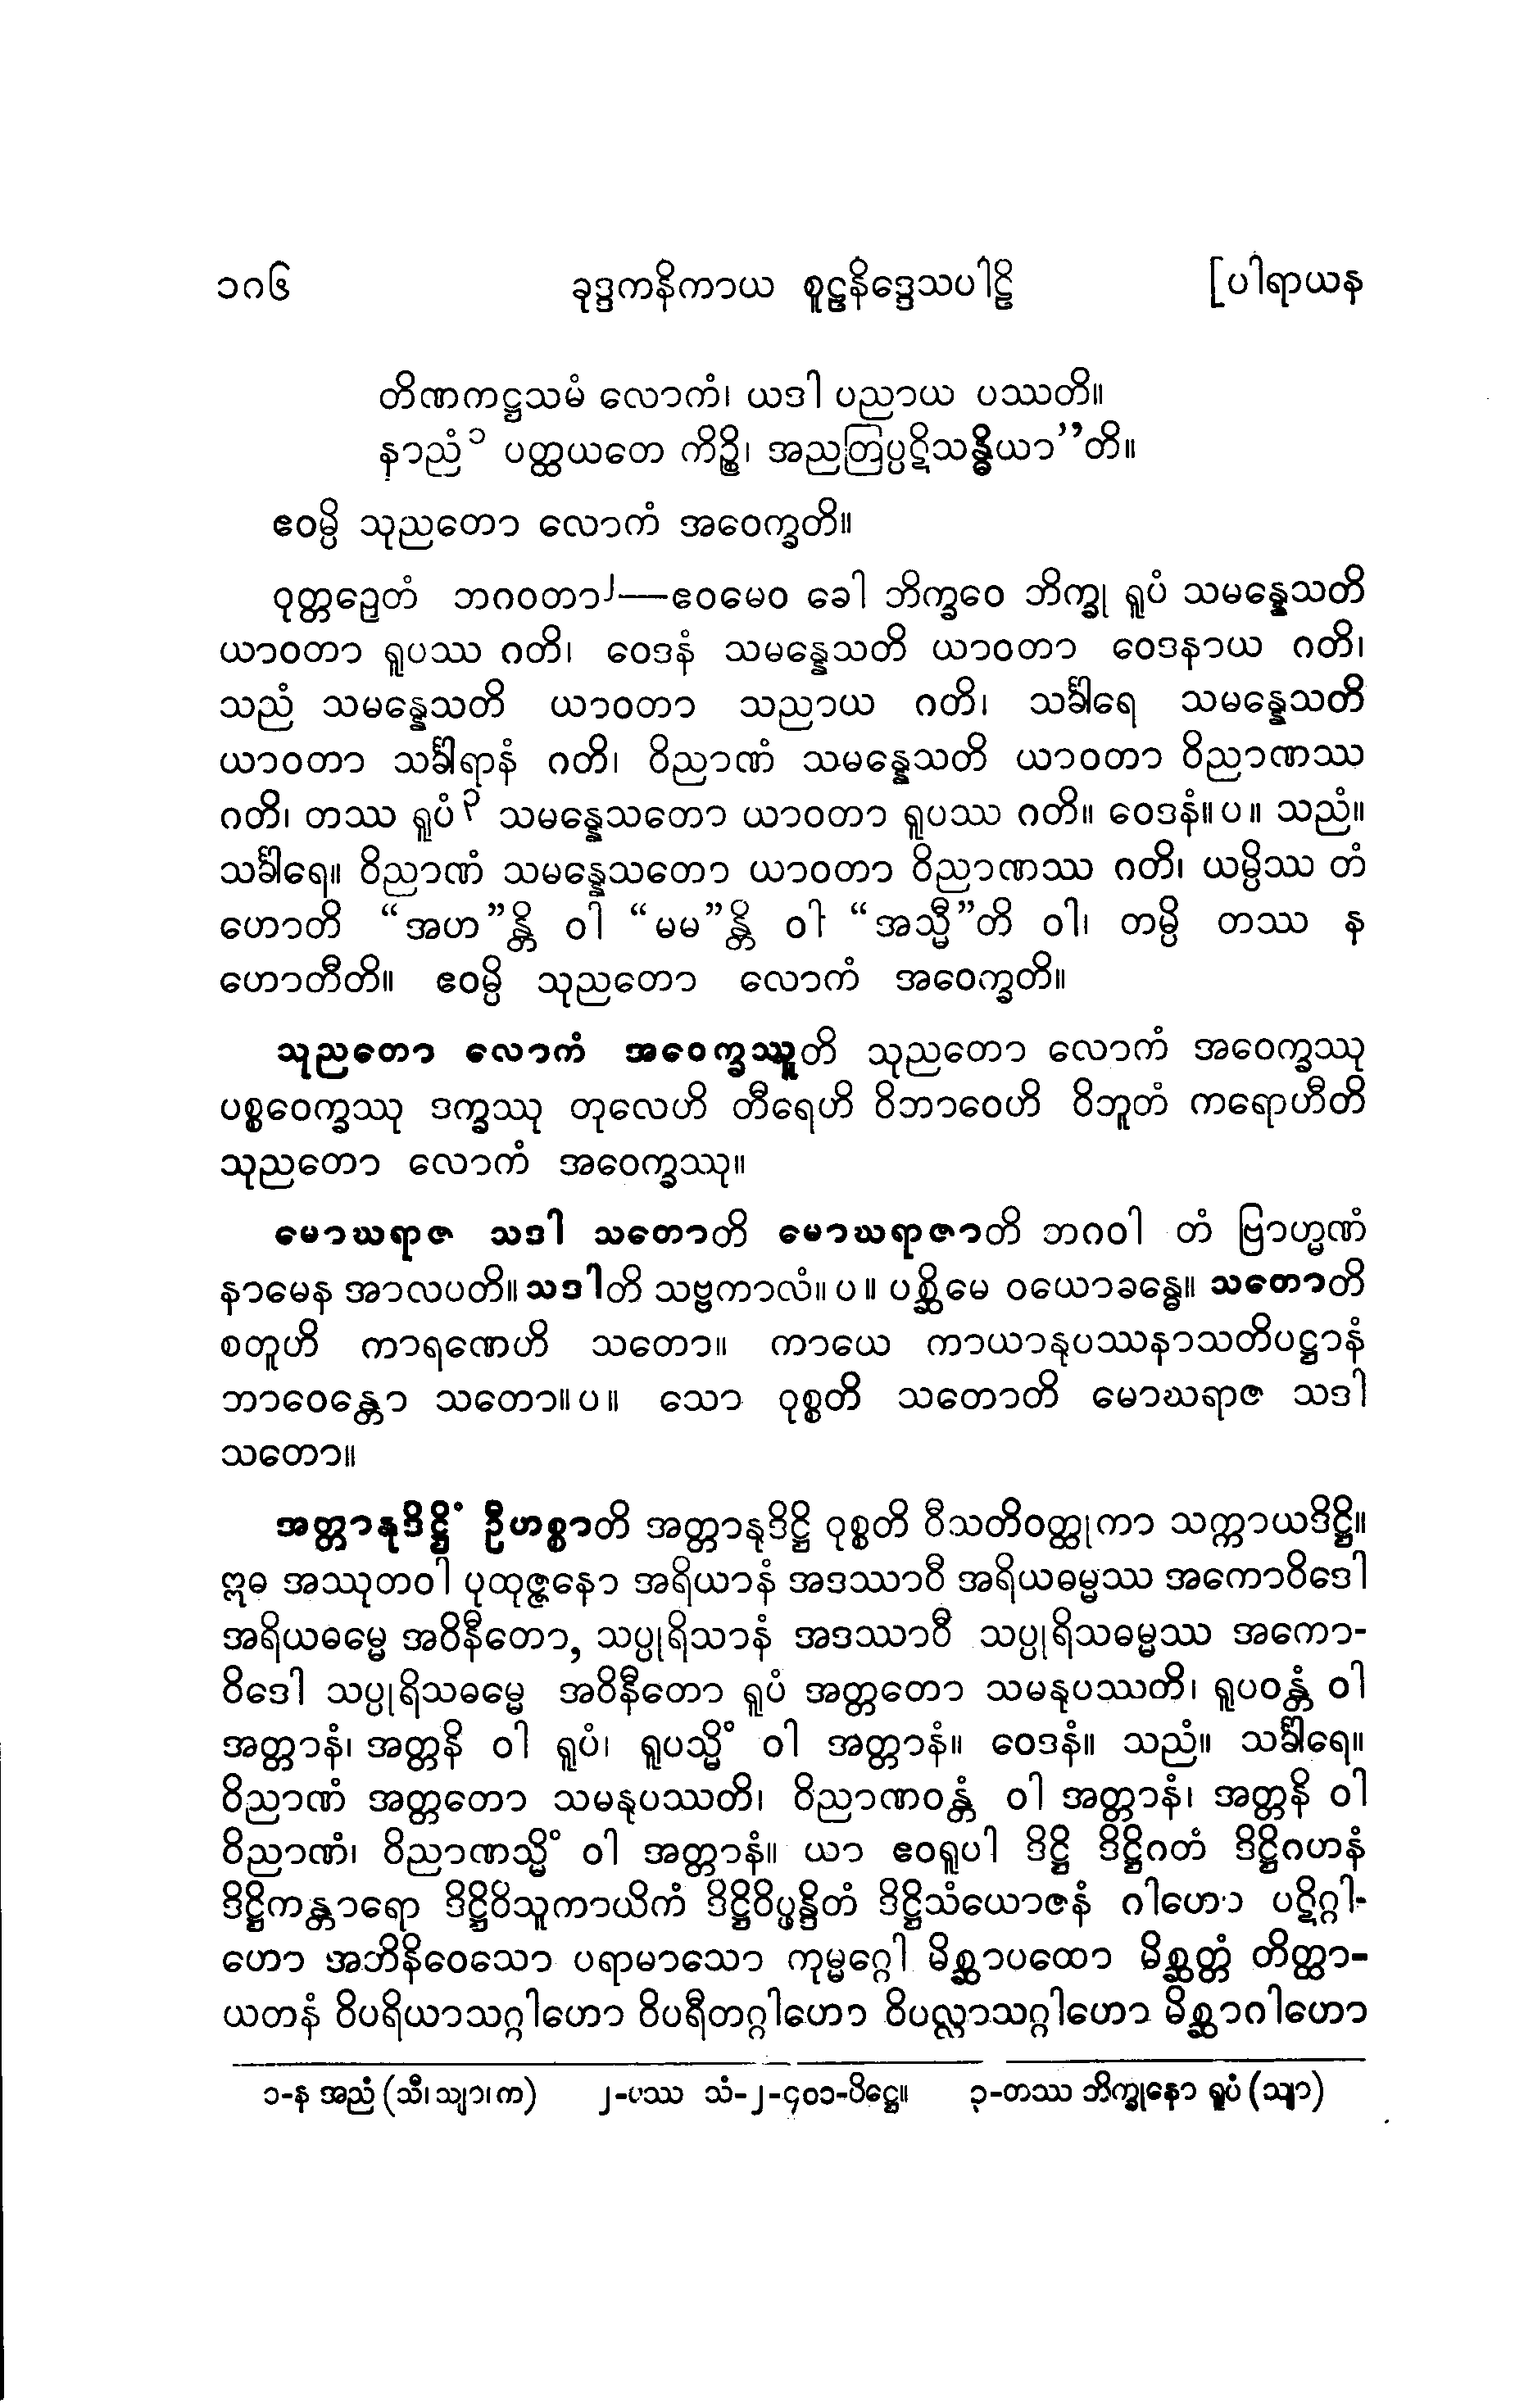 ၁၈၆ ခုဒ္ဒကနိကာယ စူဠနိဒ္ဒေသပါဠိ [ပါရာယန
တိဏကဋ္ဌသမံ လောကံ၊ ယဒါ ပညာယ ပဿတိ။
နာညံ၁ ပတ္ထယတေ ကိဉ္စိ၊ အညတြပ္ပဋိသန္ဓိယာ”တိ။
ဧဝမ္ပိ သုညတော လောကံ အဝေက္ခတိ။
ဝုတ္တဉှေတံ ဘဂဝတာ၂—ဧဝမေဝ ခေါ ဘိက္ခဝေ ဘိက္ခု ရူပံ သမန္နေသတိ
ယာဝတာ ရူပဿ ဂတိ၊ ဝေဒနံ သမန္နေသတိ ယာဝတာ ဝေဒနာယ ဂတိ၊
သညံ သမန္နေသတိ ယာဝတာ သညာယ ဂတိ၊ သင်္ခါရေ သမန္နေသတိ
ယာဝတာ သင်္ခါရာနံ ဂတိ၊ ဝိညာဏံ သမန္နေသတိ ယာဝတာ ဝိညာဏဿ
ဂတိ၊ တဿ ရူပံ၃ သမန္နေသတော ယာဝတာ ရူပဿ ဂတိ။ ဝေဒနံ။ပ။ သညံ။
သင်္ခါရေ။ ဝိညာဏံ သမန္နေသတော ယာဝတာ ဝိညာဏဿ ဂတိ၊ ယမ္ပိဿ တံ
ဟောတိ “အဟ”န္တိ ဝါ “မမ”န္တိ ဝါ “အသ္မီ”တိ ဝါ၊ တမ္ပိ တဿ န
ဟောတီတိ။ ဧဝမ္ပိ သုညတော လောကံ အဝေက္ခတိ။
သုညတော လောကံ အဝေက္ခဿူတိ သုညတော လောကံ အဝေက္ခဿု
ပစ္စဝေက္ခဿု ဒက္ခဿု တုလေဟိ တီရေဟိ ဝိဘာဝေဟိ ဝိဘူတံ ကရောဟီတိ
သုညတော လောကံ အဝေက္ခဿု။
မောဃရာဇ သဒါ သတောတိ မောဃရာဇာတိ ဘဂဝါ တံ ဗြာဟ္မဏံ
နာမေန အာလပတိ။ သဒါတိ သဗ္ဗကာလံ။ပ။ ပစ္ဆိမေ ဝယောခန္ဓေ။ သတောတိ
စတူဟိ ကာရဏေဟိ သတော။ ကာယေ ကာယာနုပဿနာသတိပဋ္ဌာနံ
ဘာဝေန္တော သတော။ပ။ သော ဝုစ္စတိ သတောတိ မောဃရာဇ သဒါ
သတော။
အတ္တာနုဒိဋ္ဌိံ ဦဟစ္စာတိ အတ္တာနုဒိဋ္ဌိ ဝုစ္စတိ ဝီသတိဝတ္ထုကာ သက္ကာယဒိဋ္ဌိ။
ဣဓ အဿုတဝါ ပုထုဇ္ဇနော အရိယာနံ အဒဿာဝီ အရိယဓမ္မဿ အကောဝိဒေါ
အရိယဓမ္မေ အဝိနီတော, သပ္ပုရိသာနံ အဒဿာဝီ သပ္ပုရိသဓမ္မဿ အကော-
ဝိဒေါ သပ္ပုရိသဓမ္မေ အဝိနီတော ရူပံ အတ္တတော သမနုပဿတိ၊ ရူပဝန္တံ ဝါ
အတ္တာနံ၊ အတ္တနိ ဝါ ရူပံ၊ ရူပသ္မိံ ဝါ အတ္တာနံ။ ဝေဒနံ။ သညံ။ သင်္ခါရေ။
ဝိညာဏံ အတ္တတော သမနုပဿတိ၊ ဝိညာဏဝန္တံ ဝါ အတ္တာနံ၊ အတ္တနိ ဝါ
ဝိညာဏံ၊ ဝိညာဏသ္မိံ ဝါ အတ္တာနံ။ ယာ ဧဝရူပါ ဒိဋ္ဌိ ဒိဋ္ဌိဂတံ ဒိဋ္ဌိဂဟနံ
ဒိဋ္ဌိကန္တာရော ဒိဋ္ဌိဝိသူကာယိကံ ဒိဋ္ဌိဝိပ္ဖန္ဒိတံ ဒိဋ္ဌိသံယောဇနံ ဂါဟော ပဋိဂ္ဂါ-
ဟော အဘိနိဝေသော ပရာမာသော ကုမ္မဂ္ဂေါ မိစ္ဆာပထော မိစ္ဆတ္တံ တိတ္ထာ-
ယတနံ ဝိပရိယာသဂ္ဂါဟော ဝိပရီတဂ္ဂါဟော ဝိပလ္လာသဂ္ဂါဟော မိစ္ဆာဂါဟော
၁-န အညံ (သီ၊သျာ၊က) ၂-ပဿ သံ-၂-၄၀၁-ပိဋ္ဌေ။ ၃-တဿ ဘိက္ခုနော ရူပံ (သျာ)